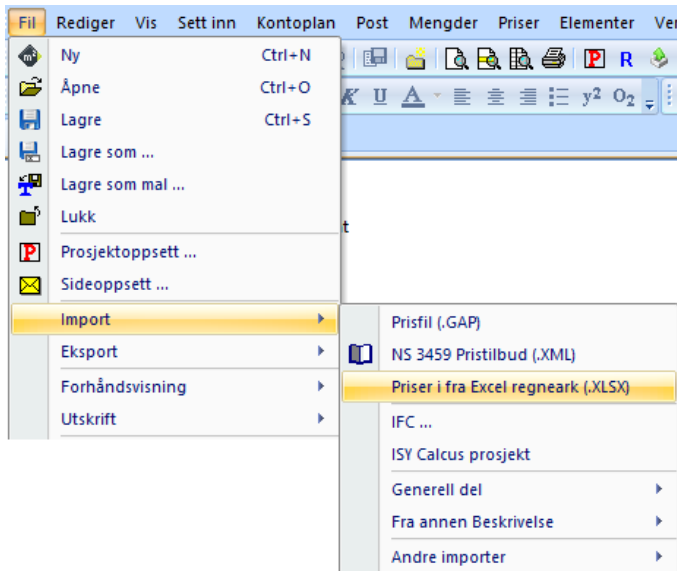 Fil Rediger Vis Sett inn Kontoplan Post Mengder Priser Elementer
Ny Ctrl+N
Åpne Ctrl+O
K U A y² O₂
Lagre Ctrl+S
Lagre som ...
Lagre som mal ...
Lukk
Prosjektoppsett ...
Sideoppsett ...
Import
Eksport
Forhåndsvisning
Utskrift
Prisfil (.GAP)
NS 3459 Pristilbud (.XML)
Priser i fra Excel regneark (.XLSX)
IFC ...
ISY Calcus prosjekt
Generell del
Fra annen Beskrivelse
Andre importer